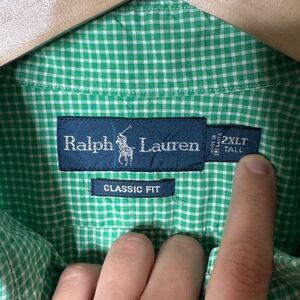 Ralph Lauren
2XLT
TALL
CLASSIC FIT